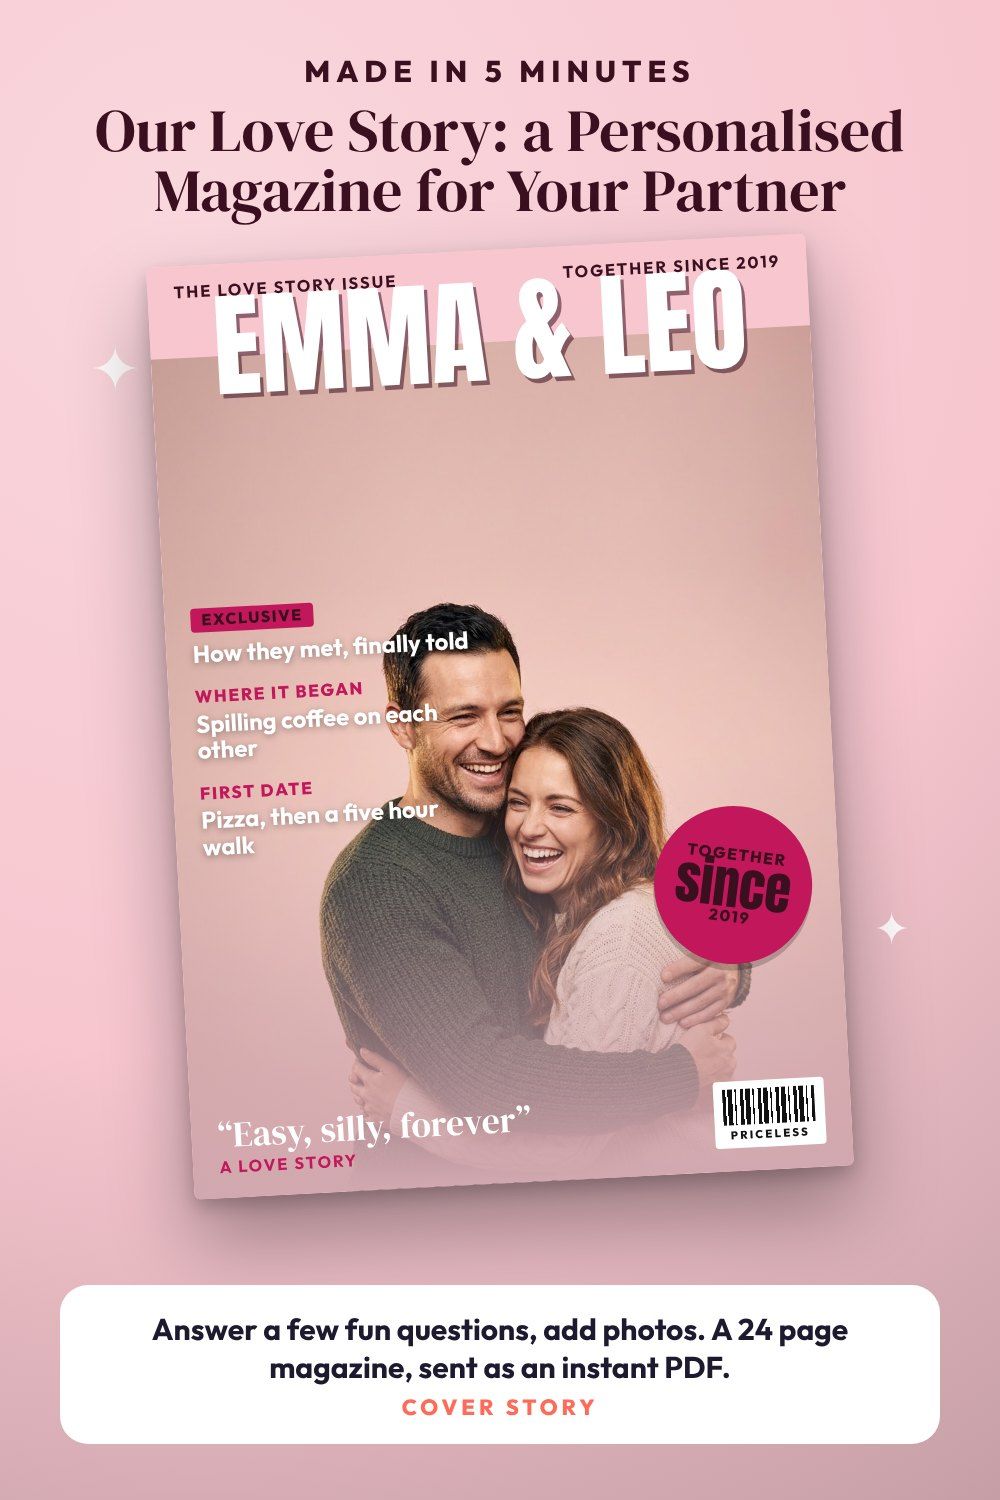 MADE IN 5 MINUTES
Our Love Story: a Personalised
Magazine for Your Partner
THE LOVE STORY ISSUE
TOGETHER SINCE 2019
EMMA & LEO
EXCLUSIVE
How they met, finally told
WHERE IT BEGAN
Spilling coffee on each
other
FIRST DATE
Pizza, then a five hour
walk
TOGETHER
since
2019
“Easy, silly, forever”
A LOVE STORY
PRICELESS
Answer a few fun questions, add photos. A 24 page
magazine, sent as an instant PDF.
COVER STORY